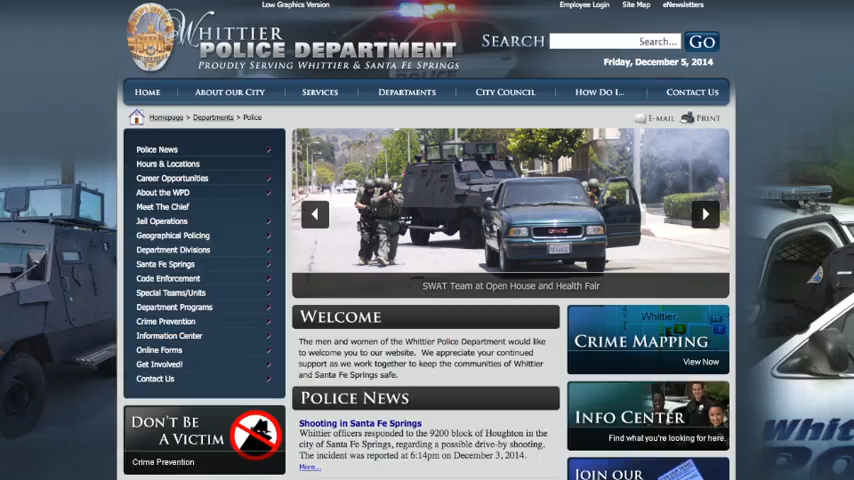 Low Graphics Version
Employee Login Site Map eNewsletters
WHITTIER
POLICE DEPARTMENT
PROUDLY SERVING WHITTIER & SANTA FE SPRINGS
SEARCH Search... GO
Friday, December 5, 2014
HOME ABOUT OUR CITY SERVICES DEPARTMENTS CITY COUNCIL HOW DO I... CONTACT US
Homepage > Departments > Police
E-MAIL PRINT
Police News
Hours & Locations
Career Opportunities
About the WPD
Meet The Chief
Jail Operations
Geographical Policing
Department Divisions
Santa Fe Springs
Code Enforcement
Special Teams/Units
Department Programs
Crime Prevention
Information Center
Online Forms
Get Involved!
Contact Us
DON'T BE
A VICTIM
Crime Prevention
GMC
SWAT Team at Open House and Health Fair
WELCOME
The men and women of the Whittier Police Department would like
to welcome you to our website. We appreciate your continued
support as we work together to keep the communities of Whittier
and Santa Fe Springs safe.
POLICE NEWS
Shooting in Santa Fe Springs
Whittier officers responded to the 9200 block of Houghton in the
city of Santa Fe Springs, regarding a possible drive-by shooting.
The incident was reported at 6:14pm on December 3, 2014.
More...
Whittier
CRIME MAPPING
View Now
INFO CENTER
Find what you're looking for here.
JOIN OUR
Whit